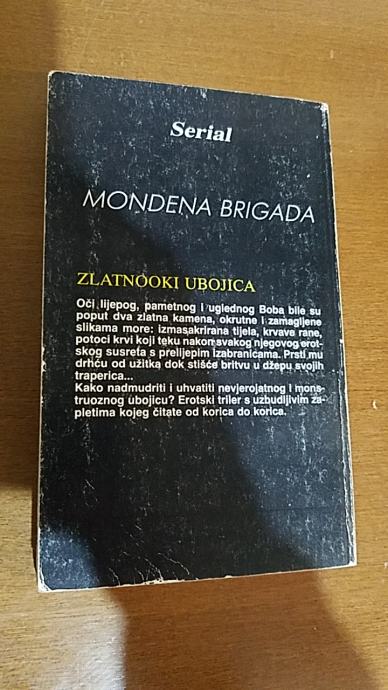 Serial
MONDENA BRIGADA
ZLATNOOKI UBOJICA
Oči lijepog, pametnog i uglednog Boba bile su
poput dva zlatna kamena, okrutne i zamagljene
slikama more: izmasakrirana tijela, krvave rane,
potoci krvi koji teku nakon svakog njegovog erot-
skog susreta s prelijepim izabranicama. Prsti mu
drhću od užitka dok stišće britvu u džepu svojih
traperica...
Kako nadmudriti i uhvatiti nevjerojatnog i mons-
truoznog ubojicu? Erotski triler s uzbudljivim za-
pletima kojeg čitate od korica do korica.